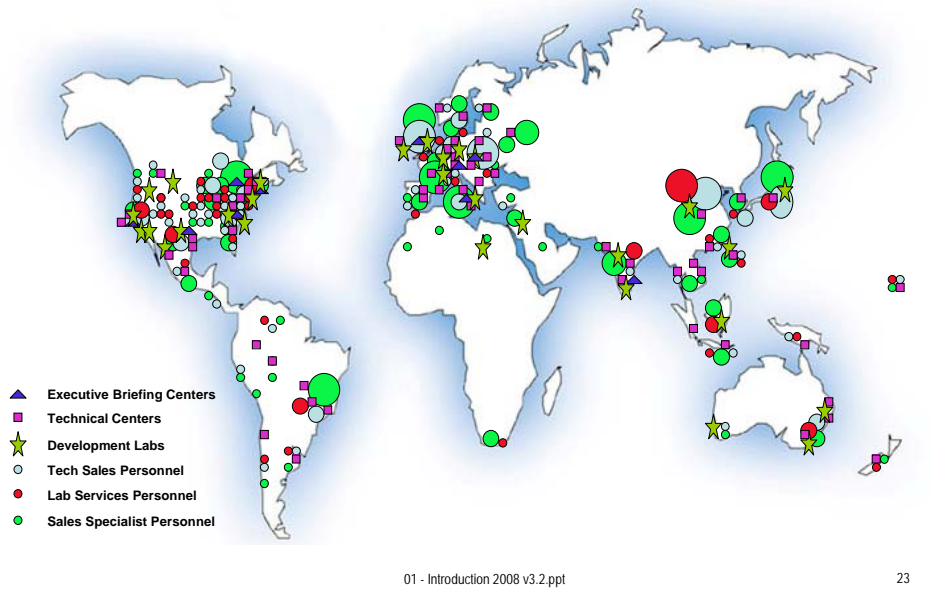 Executive Briefing Centers
Technical Centers
Development Labs
Tech Sales Personnel
Lab Services Personnel
Sales Specialist Personnel
01 - Introduction 2008 v3.2.ppt
23